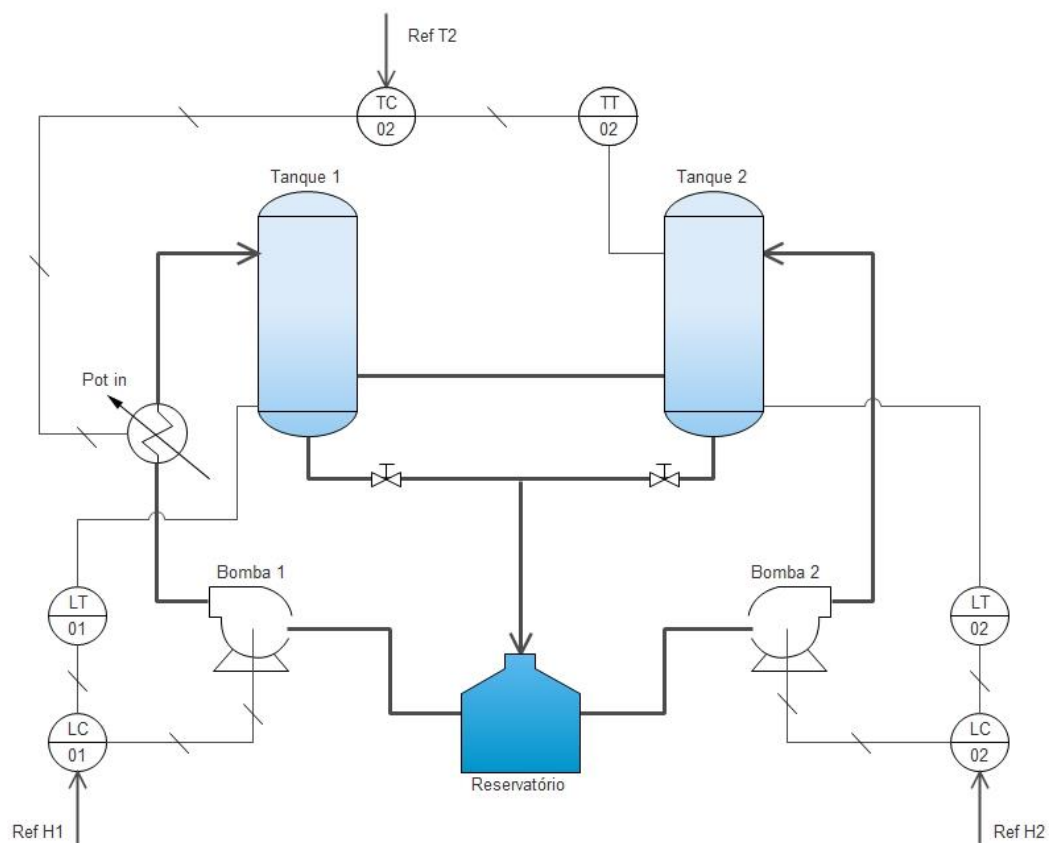 Ref T2
TC
02
TT
02
Tanque 1
Tanque 2
Pot in
Bomba 1
Bomba 2
LT
01
LT
02
LC
01
LC
02
Reservatório
Ref H1
Ref H2